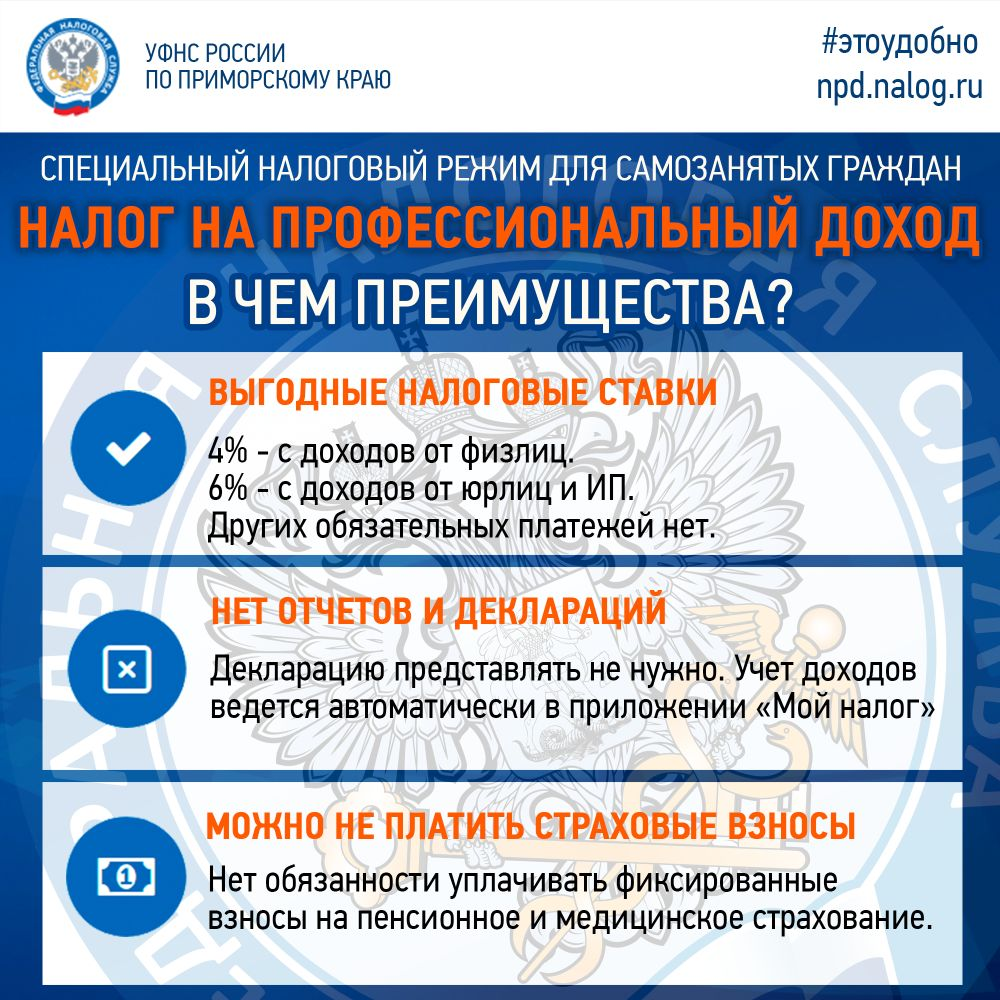 ФЕДЕРАЛЬНАЯ НАЛОГОВАЯ СЛУЖБА
УФНС РОССИИ
ПО ПРИМОРСКОМУ КРАЮ
#этоудобно
npd.nalog.ru
СПЕЦИАЛЬНЫЙ НАЛОГОВЫЙ РЕЖИМ ДЛЯ САМОЗАНЯТЫХ ГРАЖДАН
НАЛОГ НА ПРОФЕССИОНАЛЬНЫЙ ДОХОД
В ЧЕМ ПРЕИМУЩЕСТВА?
ВЫГОДНЫЕ НАЛОГОВЫЕ СТАВКИ
4% - с доходов от физлиц.
6% - с доходов от юрлиц и ИП.
Других обязательных платежей нет.
НЕТ ОТЧЕТОВ И ДЕКЛАРАЦИЙ
Декларацию представлять не нужно. Учет доходов
ведется автоматически в приложении «Мой налог»
МОЖНО НЕ ПЛАТИТЬ СТРАХОВЫЕ ВЗНОСЫ
1
Нет обязанности уплачивать фиксированные
взносы на пенсионное и медицинское страхование.